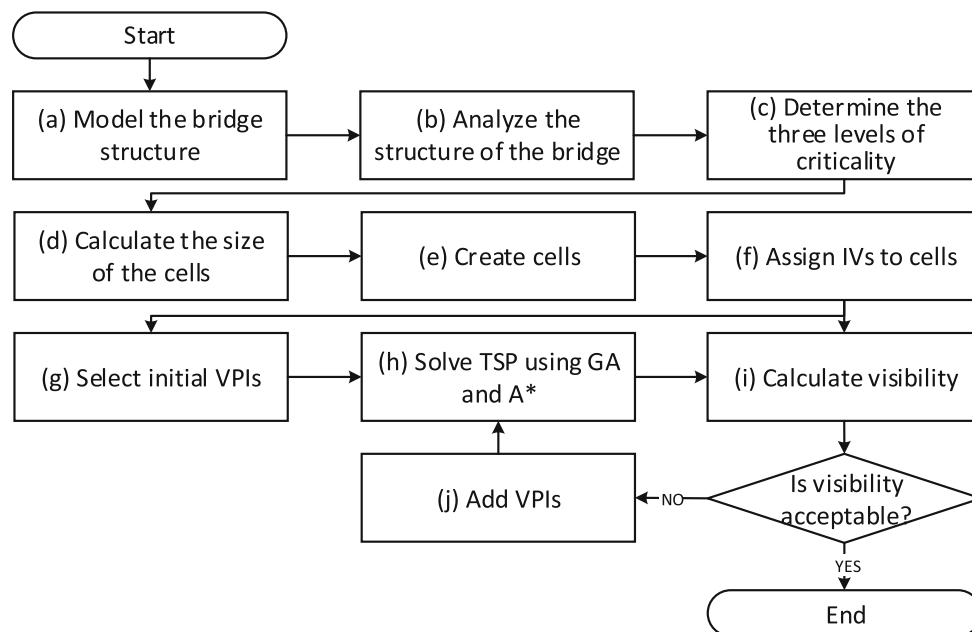 Start
(a) Model the bridge
structure
(b) Analyze the
structure of the bridge
(c) Determine the
three levels of
criticality
(d) Calculate the size
of the cells
(e) Create cells
(f) Assign IVs to cells
(g) Select initial VPIs
(h) Solve TSP using GA
and A*
(i) Calculate visibility
(j) Add VPIs
NO
Is visibility
acceptable?
YES
End